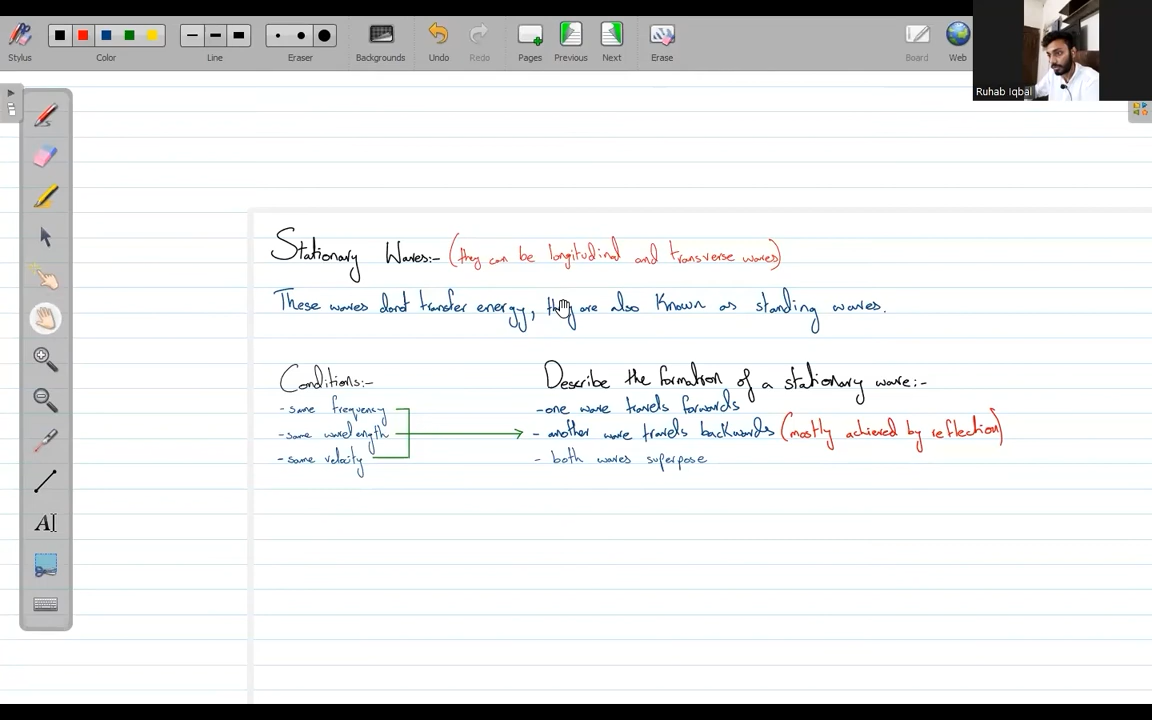 Stylus
Color
Line
Eraser
Backgrounds
Undo
Redo
Pages
Previous
Next
Erase
Board
Web
Ruhab Iqbal
Stationary Waves:- (they can be longitudinal and transverse waves)
These waves dont transfer energy, they are also known as standing waves.
Conditions:-
- same frequency
- same wavelength
- same velocity
Describe the formation of a stationary wave:-
- one wave travels forwards
- another wave travels backwards (mostly achieved by reflection)
- both waves superpose
A